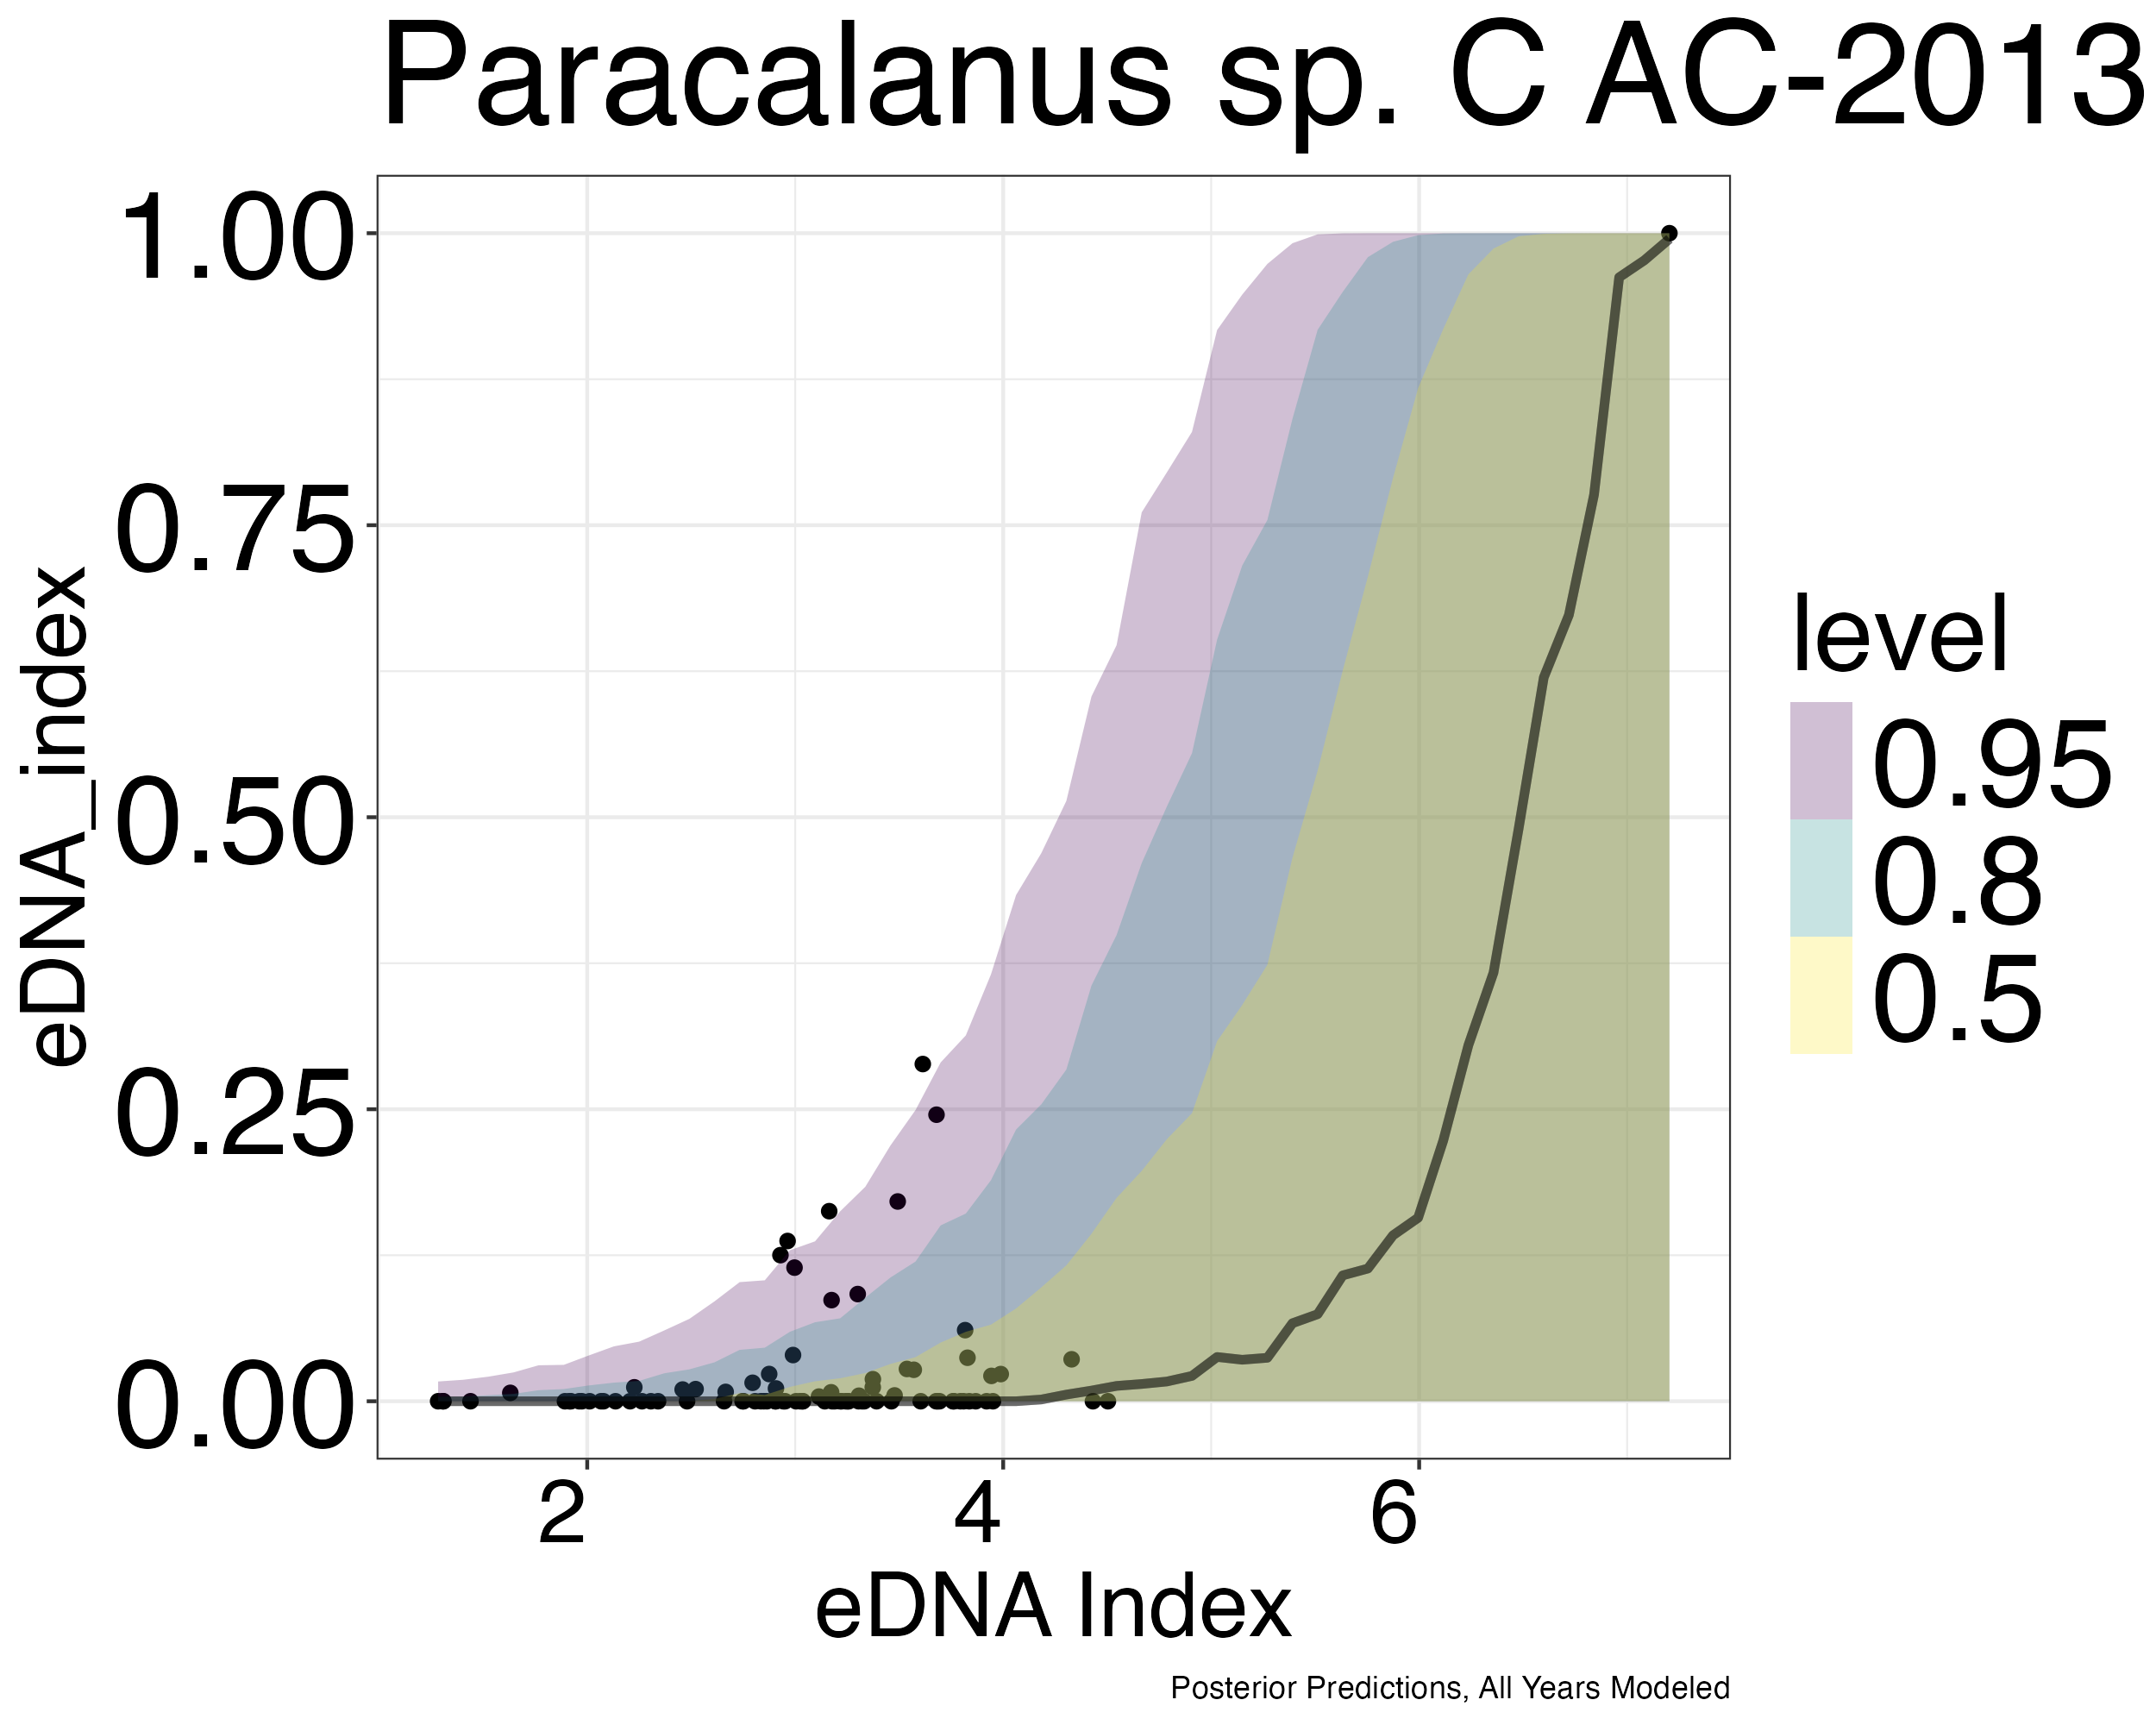 Paracalanus sp. C AC-2013
1.00
0.75
0.50
0.25
0.00
eDNA_index
2 4 6
eDNA Index
level
0.95
0.8
0.5
Posterior Predictions, All Years Modeled